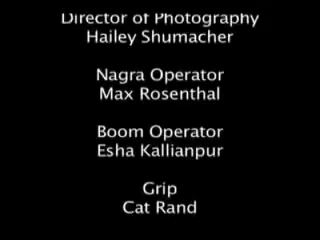 Director of Photography
Hailey Shumacher
Nagra Operator
Max Rosenthal
Boom Operator
Esha Kallianpur
Grip
Cat Rand